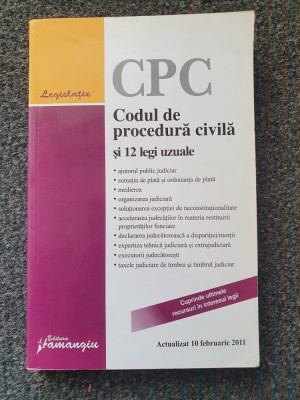 Legislație
CPC
Codul de
procedură civilă
și 12 legi uzuale
• ajutorul public judiciar
• somația de plată și ordonanța de plată
• medierea
• organizarea judiciară
• soluționarea excepției de neconstituționalitate
• accelerarea judecăților în materia restituirii
proprietăților funciare
• declararea judecătorească a dispariției/morții
• expertiza tehnică judiciară și extrajudiciară
• executorii judecătorești
• taxele judiciare de timbru și timbrul judiciar
Cuprinde ultimele
recursuri în interesul legii
Editura
Hamangiu
Actualizat 10 februarie 2011